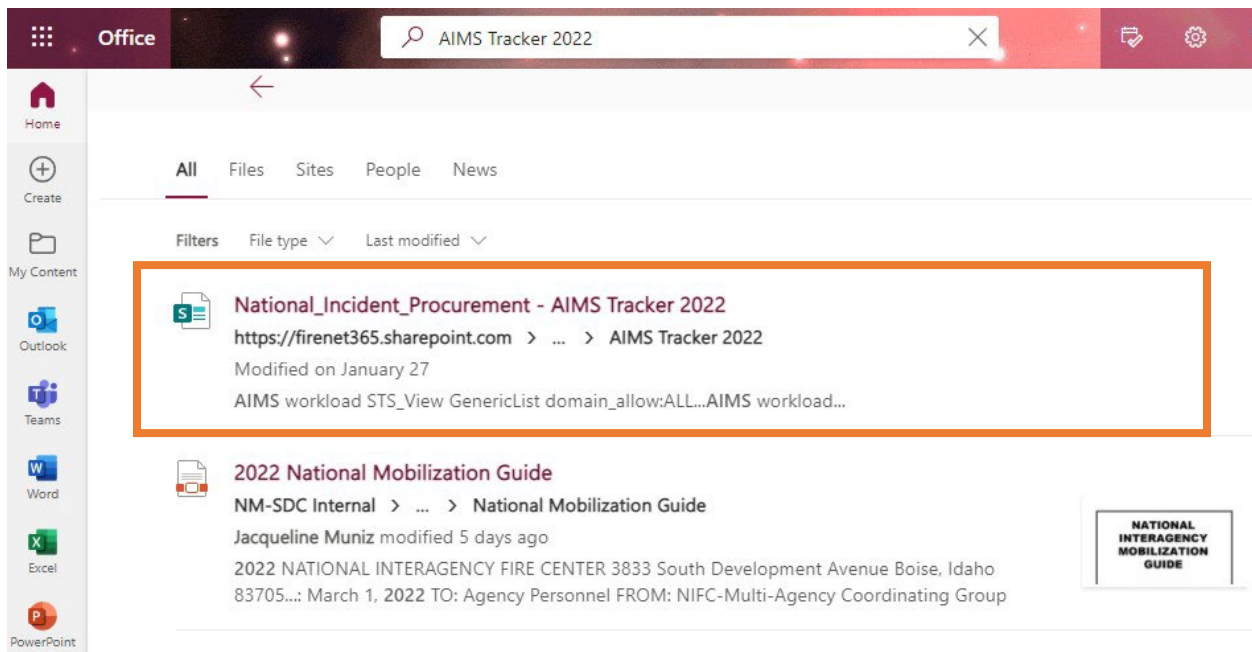 Office
AIMS Tracker 2022
Home
Create
My Content
Outlook
Teams
Word
Excel
PowerPoint
All Files Sites People News
Filters File type Last modified
National_Incident_Procurement - AIMS Tracker 2022
https://firenet365.sharepoint.com > ... > AIMS Tracker 2022
Modified on January 27
AIMS workload STS_View GenericList domain_allow:ALL...AIMS workload...
2022 National Mobilization Guide
NM-SDC Internal > ... > National Mobilization Guide
Jacqueline Muniz modified 5 days ago
2022 NATIONAL INTERAGENCY FIRE CENTER 3833 South Development Avenue Boise, Idaho
83705...: March 1, 2022 TO: Agency Personnel FROM: NIFC-Multi-Agency Coordinating Group
NATIONAL
INTERAGENCY
MOBILIZATION
GUIDE